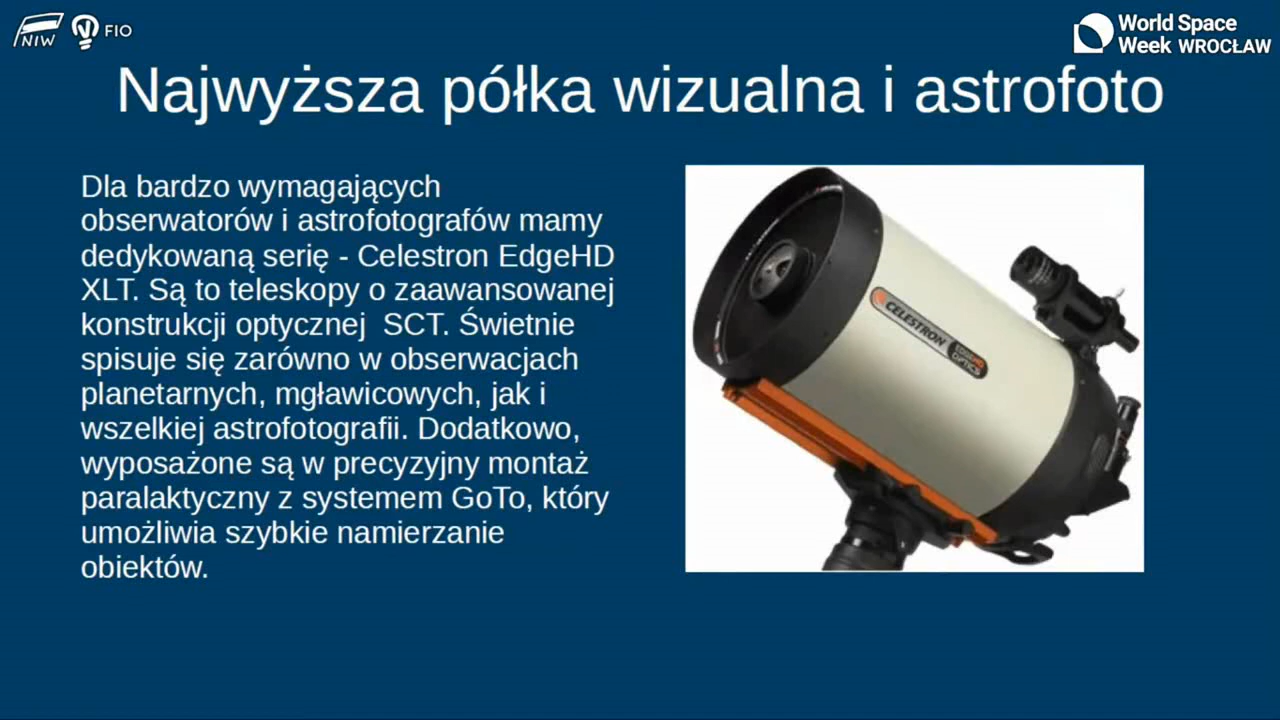 NIW FIO
World Space
Week WROCŁAW
Najwyższa półka wizualna i astrofoto
Dla bardzo wymagających
obserwatorów i astrofotografów mamy
dedykowaną serię - Celestron EdgeHD
XLT. Są to teleskopy o zaawansowanej
konstrukcji optycznej  SCT. Świetnie
spisuje się zarówno w obserwacjach
planetarnych, mgławicowych, jak i
wszelkiej astrofotografii. Dodatkowo,
wyposażone są w precyzyjny montaż
paralaktyczny z systemem GoTo, który
umożliwia szybkie namierzanie
obiektów.
CELESTRON
EDGEHD
OPTICS